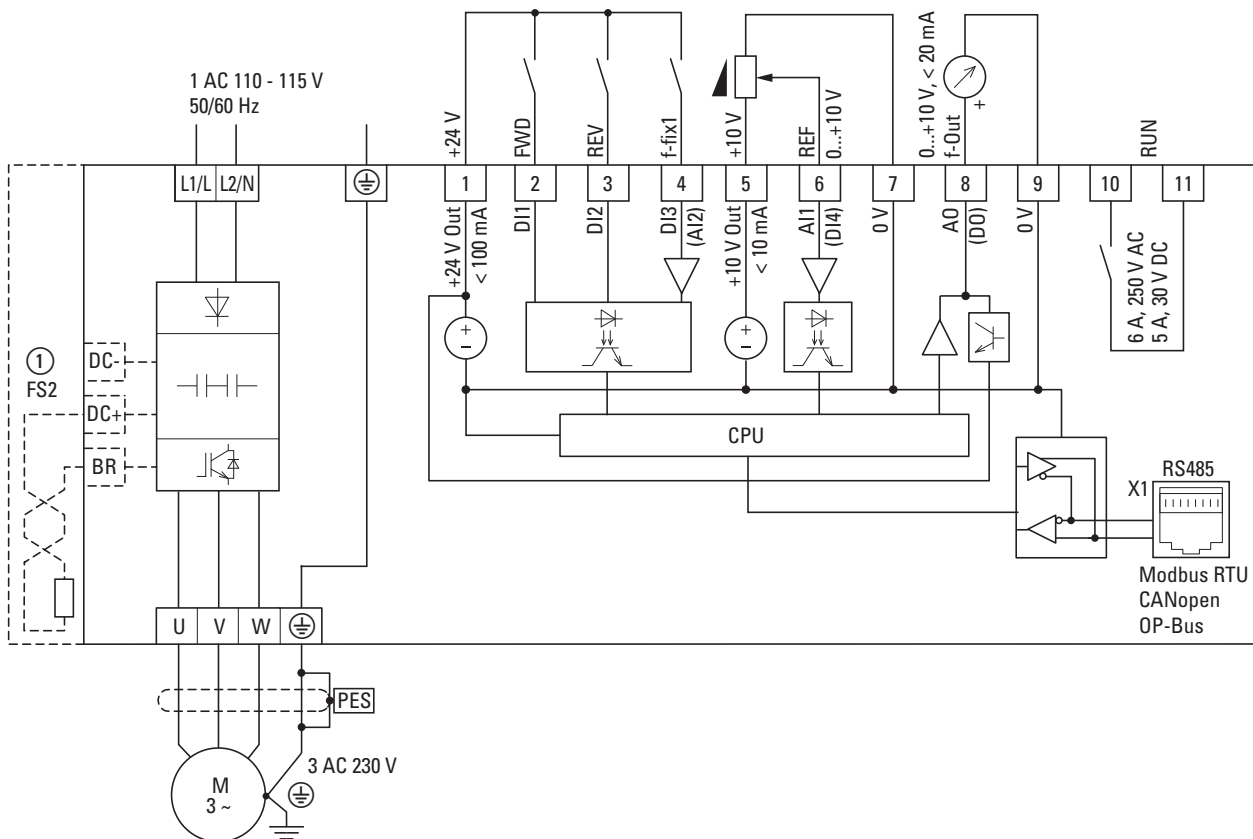 1 AC 110 - 115 V
50/60 Hz
+24 V
FWD
REV
f-fix1
+10 V
REF
0...+10 V
0...+10 V, < 20 mA
f-Out
+
RUN
L1/L
L2/N
1
2
3
4
5
6
7
8
9
10
11
+24 V Out
< 100 mA
DI1
DI2
DI3
(AI2)
+10 V Out
< 10 mA
AI1
(DI4)
0 V
AO
(DO)
0 V
6 A, 250 V AC
5 A, 30 V DC
+
-
+
-
1
FS2
DC-
DC+
BR
CPU
X1
RS485
Modbus RTU
CANopen
OP-Bus
U
V
W
PES
3 AC 230 V
M
3 ~